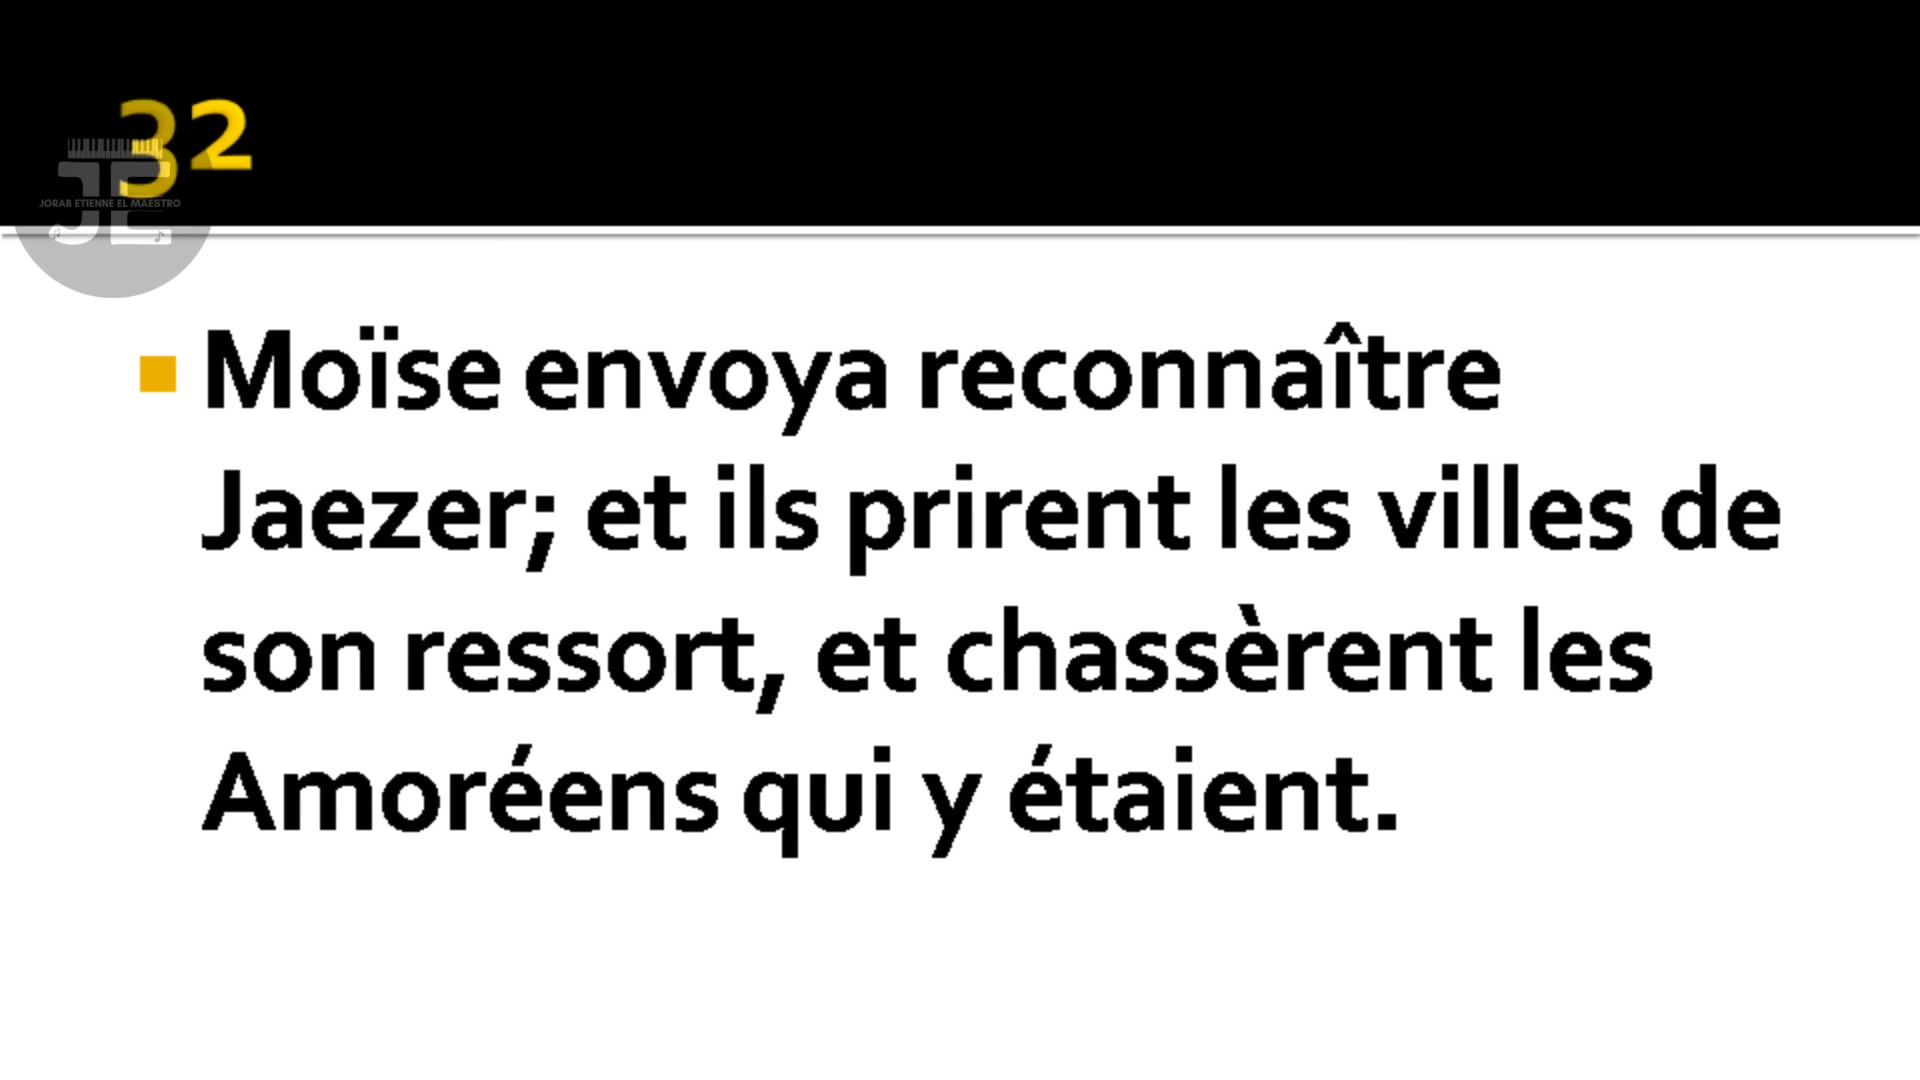 32
JE
JORAB ETIENNE EL MAESTRO
Moïse envoya reconnaître
Jaezer; et ils prirent les villes de
son ressort, et chassèrent les
Amoréens qui y étaient.